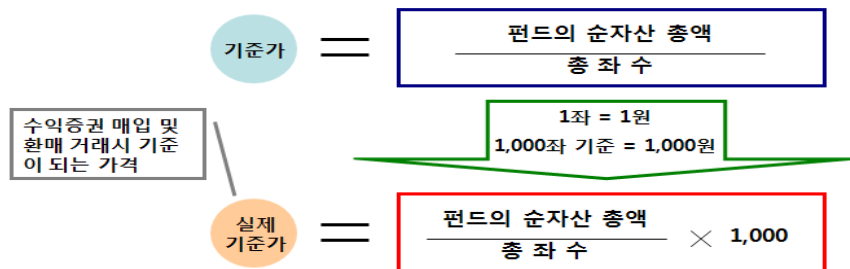 기준가
=
펀드의 순자산 총액
총 좌 수
수익증권 매입 및
환매 거래시 기준
이 되는 가격
1좌 = 1원
1,000좌 기준 = 1,000원
실제
기준가
=
펀드의 순자산 총액
총 좌 수
× 1,000